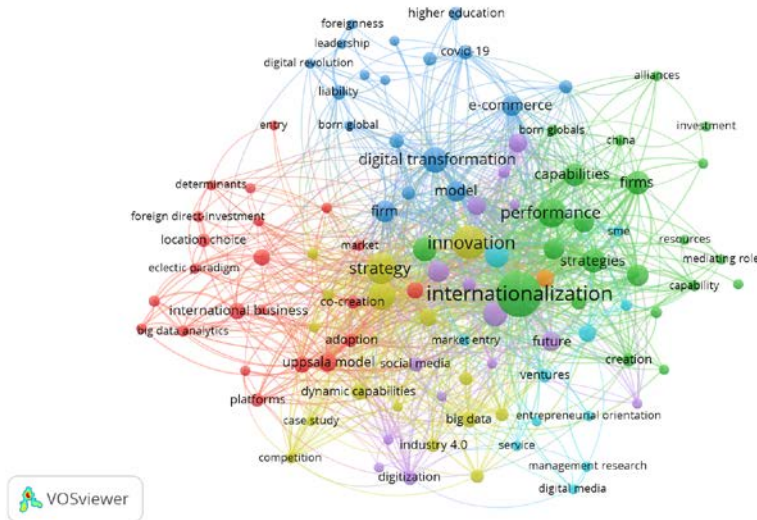 higher education
foreignness
leadership
covid-19
digital revolution
alliances
liability
e-commerce
investment
entry
born global
born globals
china
digital transformation
capabilities
firms
determinants
model
foreign direct-investment
firm
performance
sme
location choice
market
innovation
resources
eclectic paradigm
strategy
strategies
mediating role
capability
co-creation
internationalization
international business
big data analytics
adoption
market entry
future
uppsala model
social media
creation
ventures
platforms
dynamic capabilities
case study
big data
entrepreneurial orientation
industry 4.0
service
competition
digitization
management research
digital media
VOSviewer